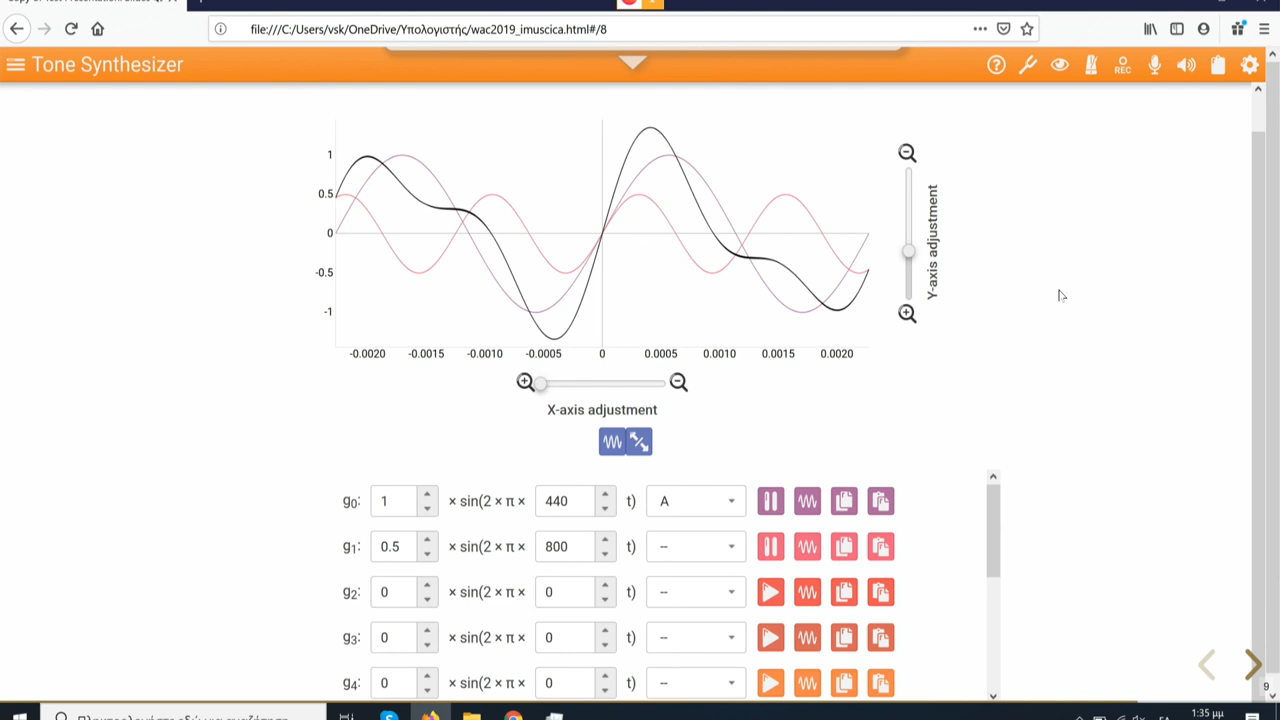 file:///C:/Users/vsk/OneDrive/Υπολογιστής/wac2019_imuscica.html#/8
Tone Synthesizer
REC
1
0.5
0
-0.5
-1
-0.0020 -0.0015 -0.0010 -0.0005 0 0.0005 0.0010 0.0015 0.0020
Y-axis adjustment
X-axis adjustment
g₀: 1 × sin(2 × π × 440 t) A
g₁: 0.5 × sin(2 × π × 800 t) --
g₂: 0 × sin(2 × π × 0 t) --
g₃: 0 × sin(2 × π × 0 t) --
g₄: 0 × sin(2 × π × 0 t) --
9
1:35 μμ